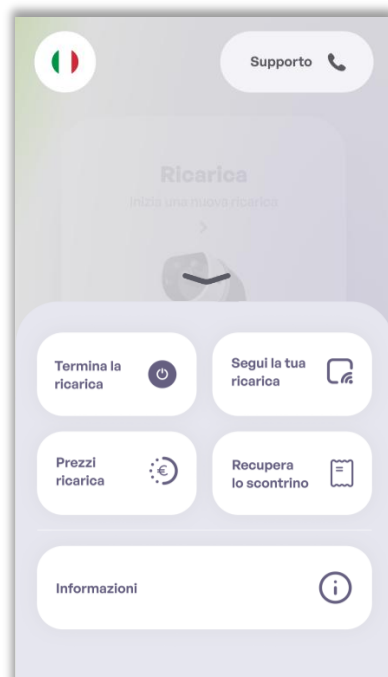 Supporto
Ricarica
Inizia una nuova ricarica
Termina la
ricarica
Segui la tua
ricarica
Prezzi
ricarica
€
Recupera
lo scontrino
Informazioni